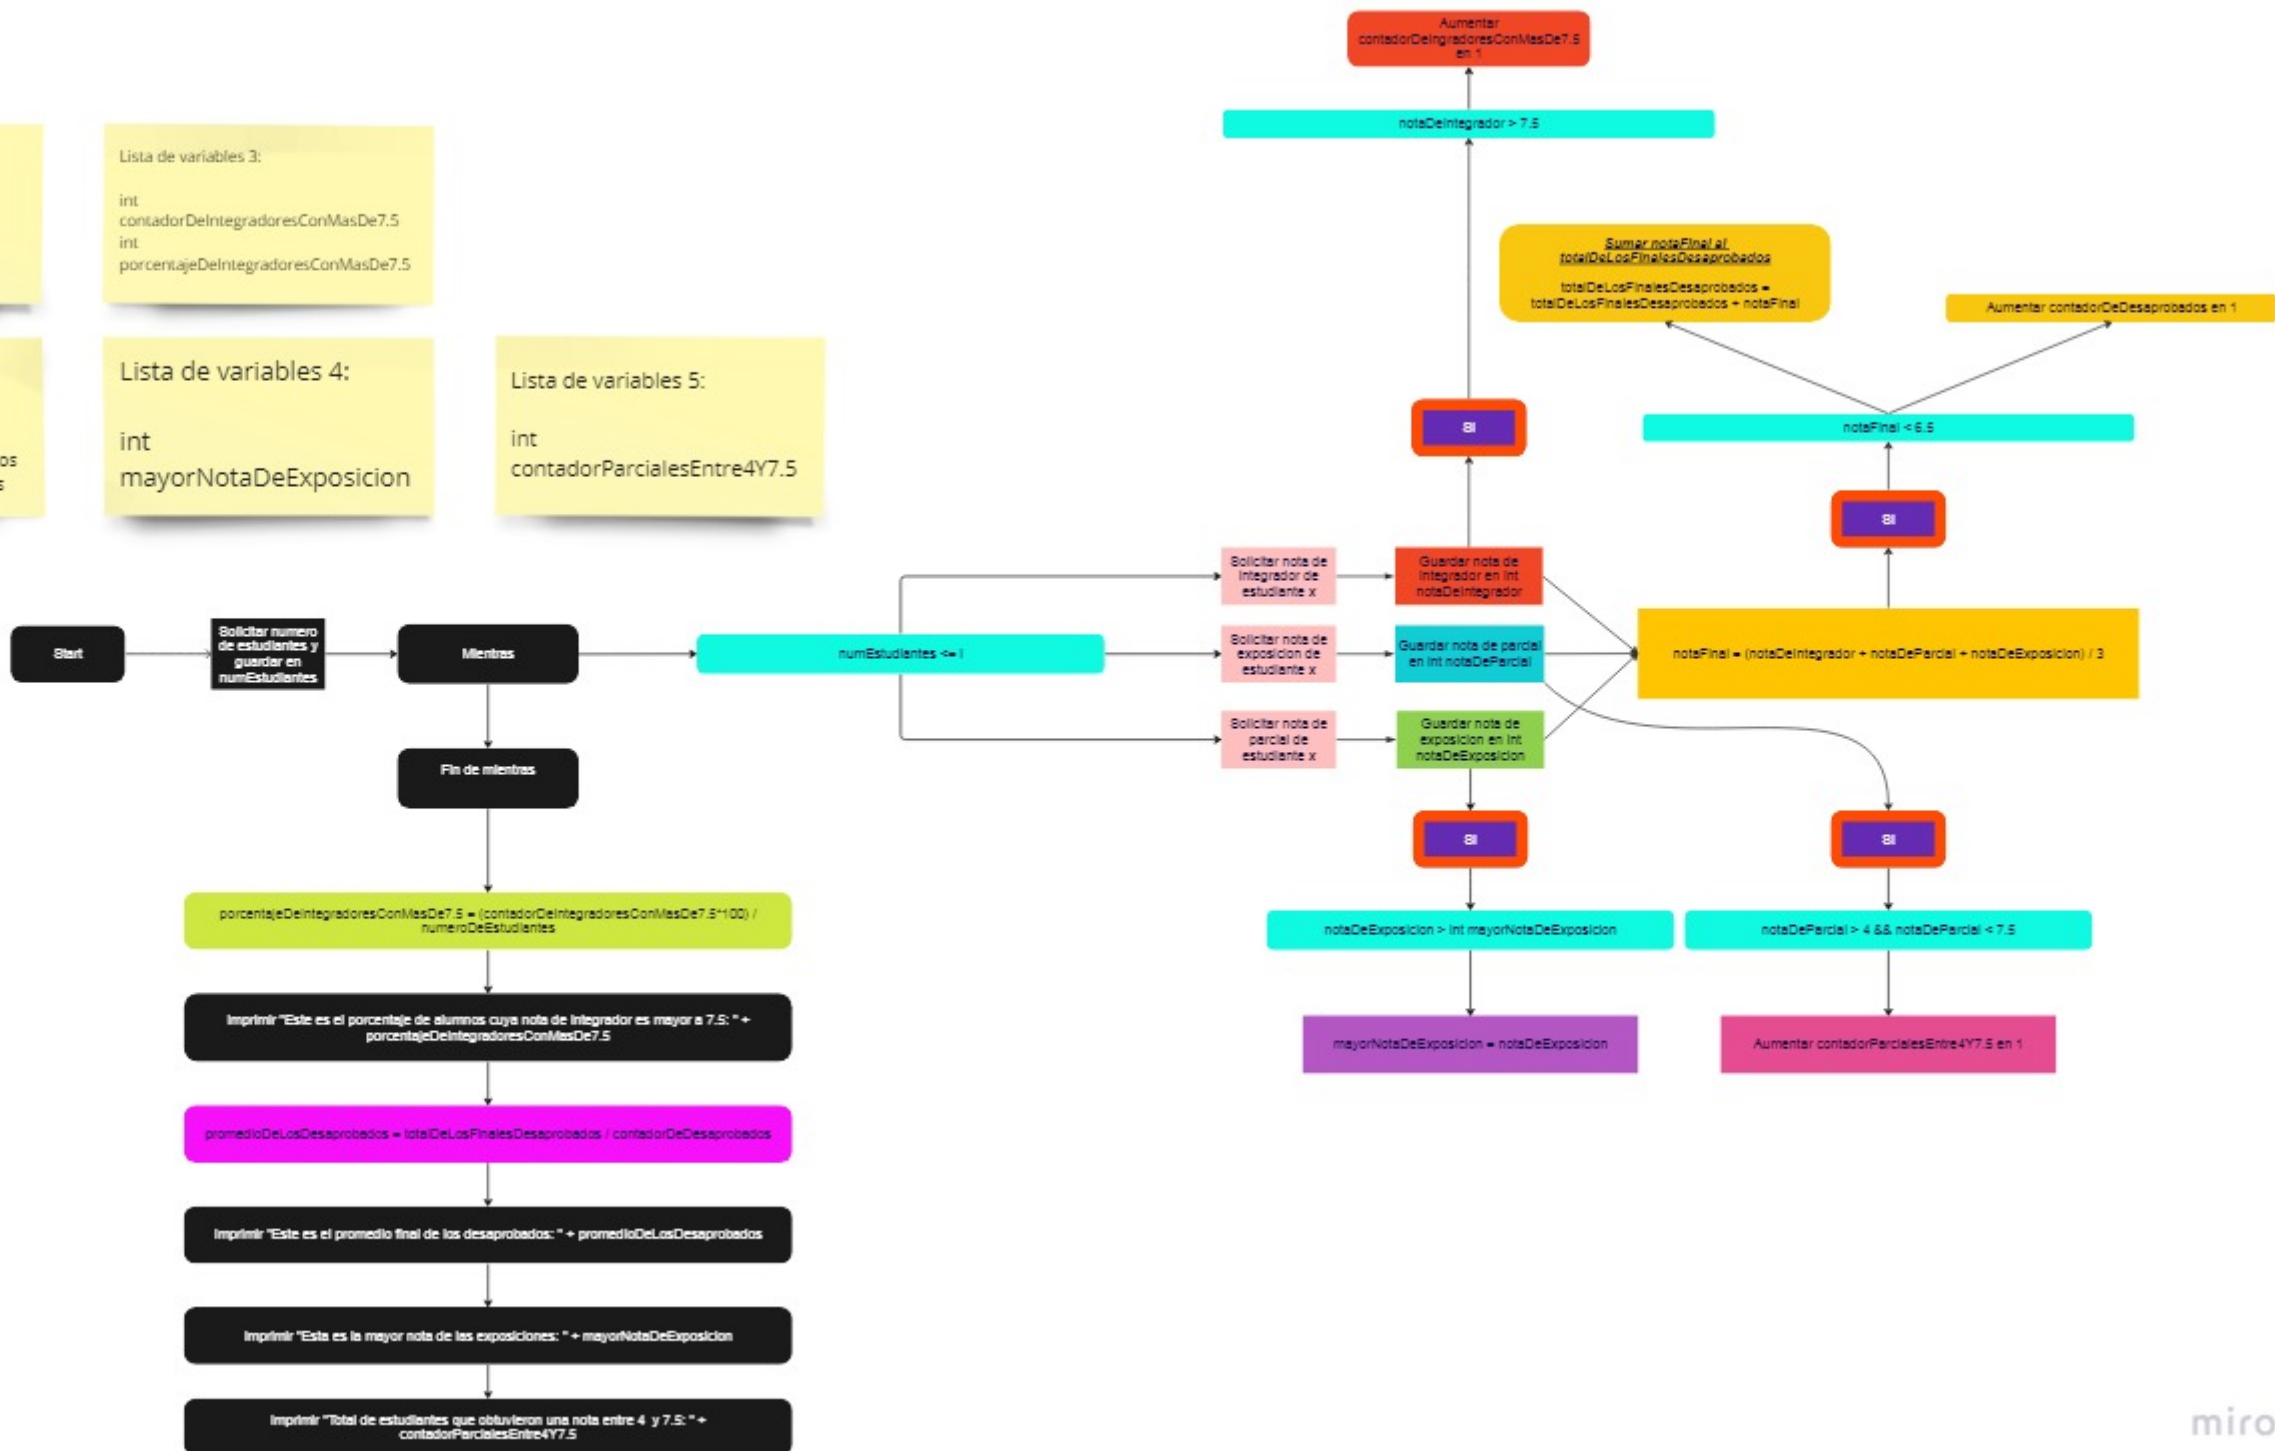 Aumentar
contadorDeIngradoresConMasDe7.5
en 1
notaDeIntegrador > 7.5
Lista de variables 3:
int
contadorDeIntegradoresConMasDe7.5
int
porcentajeDeIntegradoresConMasDe7.5
Sumar notaFinal al
totalDeLosFinalesDesaprobados
totalDeLosFinalesDesaprobados =
totalDeLosFinalesDesaprobados + notaFinal
Aumentar contadorDeDesaprobados en 1
os
s
Lista de variables 4:
int
mayorNotaDeExposicion
Lista de variables 5:
int
contadorParcialesEntre4Y7.5
SI
notaFinal < 6.5
SI
Start
Solicitar numero
de estudiantes y
guardar en
numEstudiantes
Mientras
numEstudiantes <= i
Solicitar nota de
integrador de
estudiante x
Guardar nota de
integrador en int
notaDeIntegrador
Solicitar nota de
exposicion de
estudiante x
Guardar nota de parcial
en int notaDeParcial
Solicitar nota de
parcial de
estudiante x
Guardar nota de
exposicion en int
notaDeExposicion
notaFinal = (notaDeIntegrador + notaDeParcial + notaDeExposicion) / 3
Fin de mientras
SI
SI
notaDeExposicion > int mayorNotaDeExposicion
notaDeParcial > 4 && notaDeParcial < 7.5
mayorNotaDeExposicion = notaDeExposicion
Aumentar contadorParcialesEntre4Y7.5 en 1
porcentajeDeIntegradoresConMasDe7.5 = (contadorDeIntegradoresConMasDe7.5*100) /
numeroDeEstudiantes
Imprimir "Este es el porcentaje de alumnos cuya nota de integrador es mayor a 7.5: " +
porcentajeDeIntegradoresConMasDe7.5
promedioDeLosDesaprobados = totalDeLosFinalesDesaprobados / contadorDeDesaprobados
Imprimir "Este es el promedio final de los desaprobados: " + promedioDeLosDesaprobados
Imprimir "Esta es la mayor nota de las exposiciones: " + mayorNotaDeExposicion
Imprimir "Total de estudiantes que obtuvieron una nota entre 4 y 7.5: " +
contadorParcialesEntre4Y7.5
miro